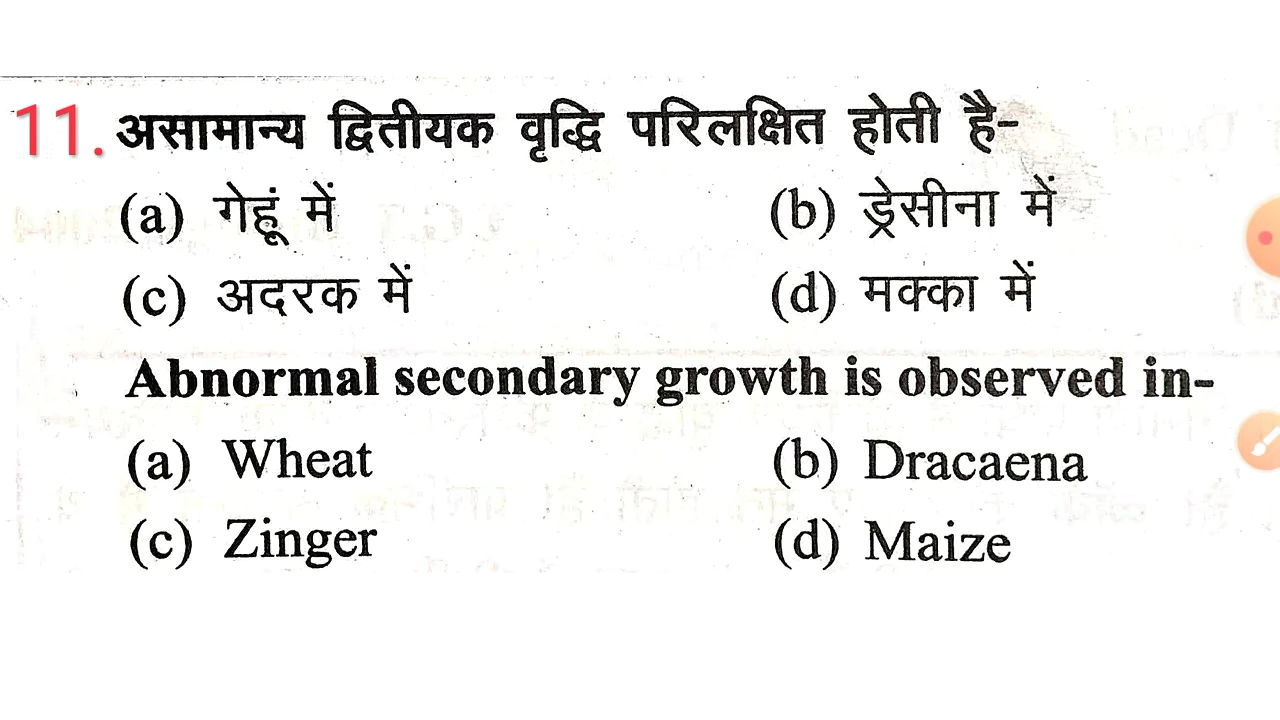 11. असामान्य द्वितीयक वृद्धि परिलक्षित होती है-
(a) गेहूं में (b) ड्रेसीना में
(c) अदरक में (d) मक्का में
Abnormal secondary growth is observed in-
(a) Wheat (b) Dracaena
(c) Zinger (d) Maize